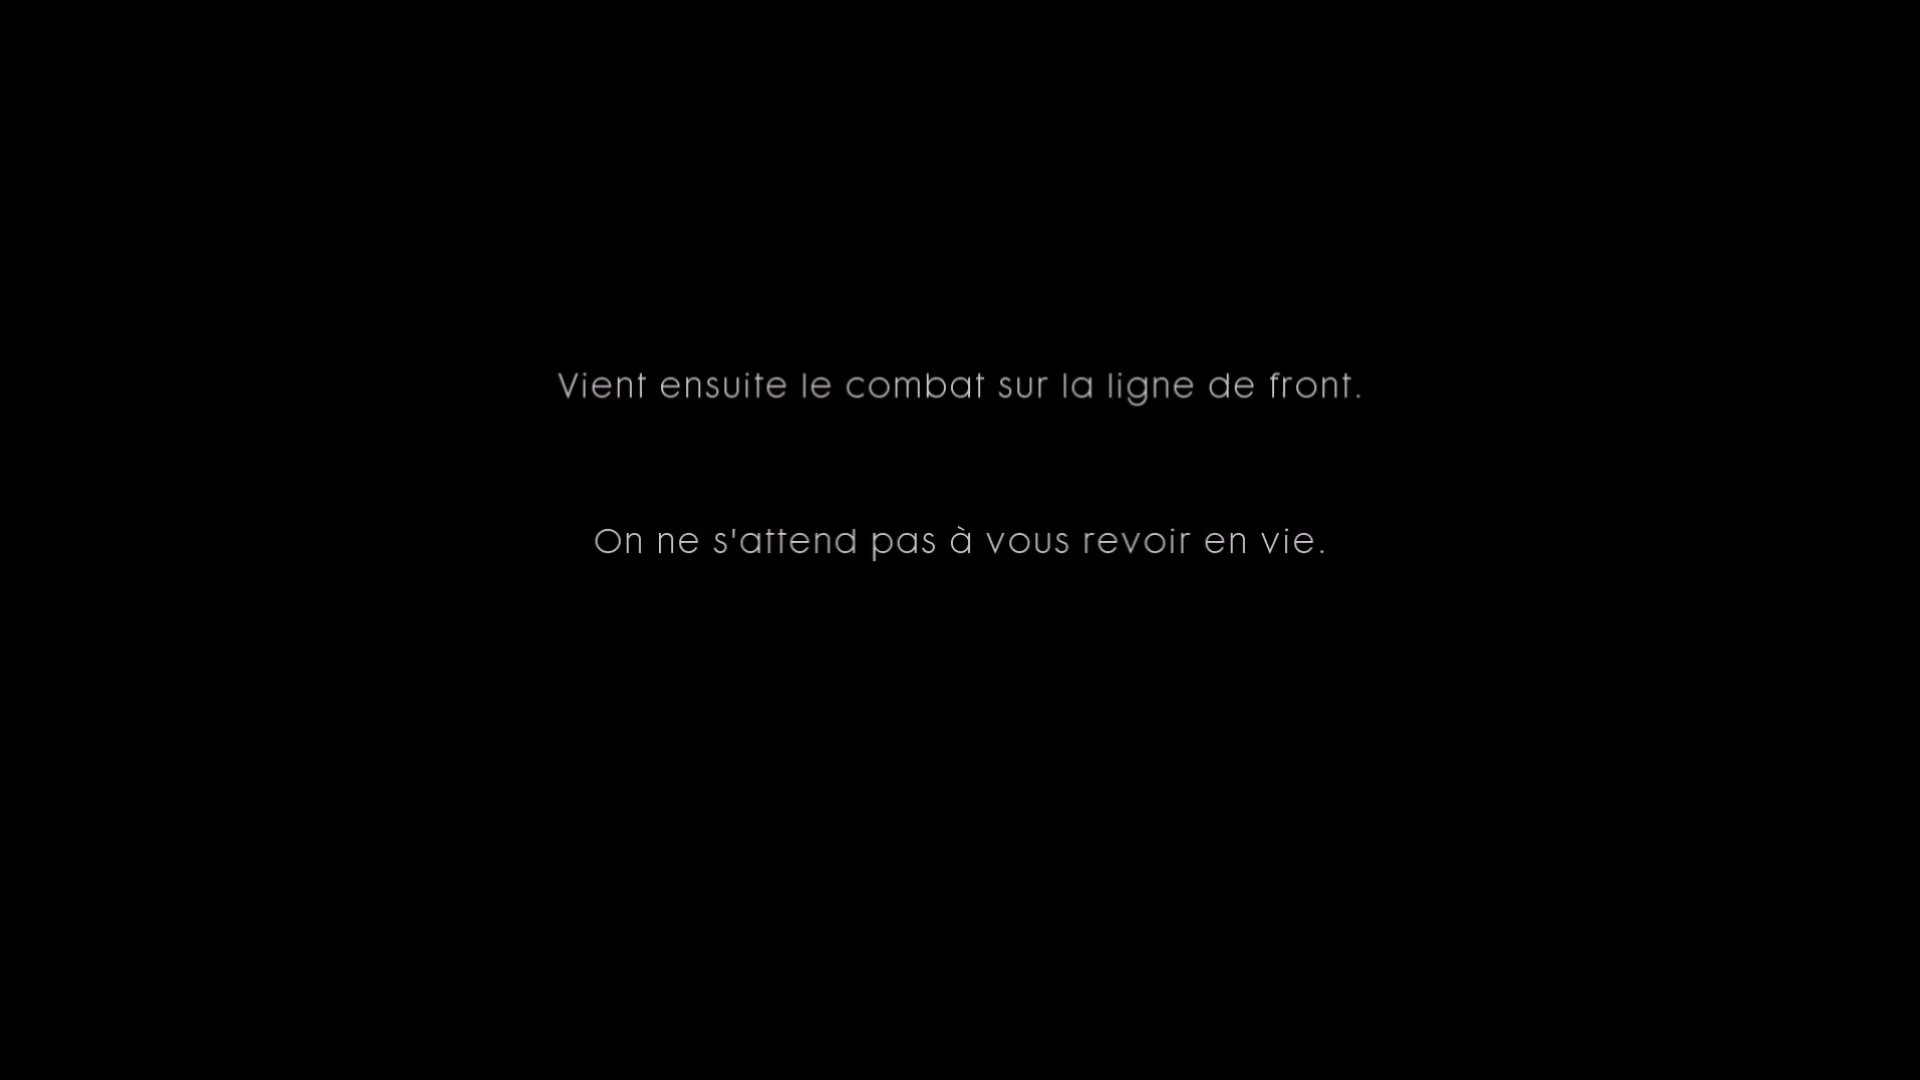 Vient ensuite le combat sur la ligne de front.
On ne s'attend pas à vous revoir en vie.